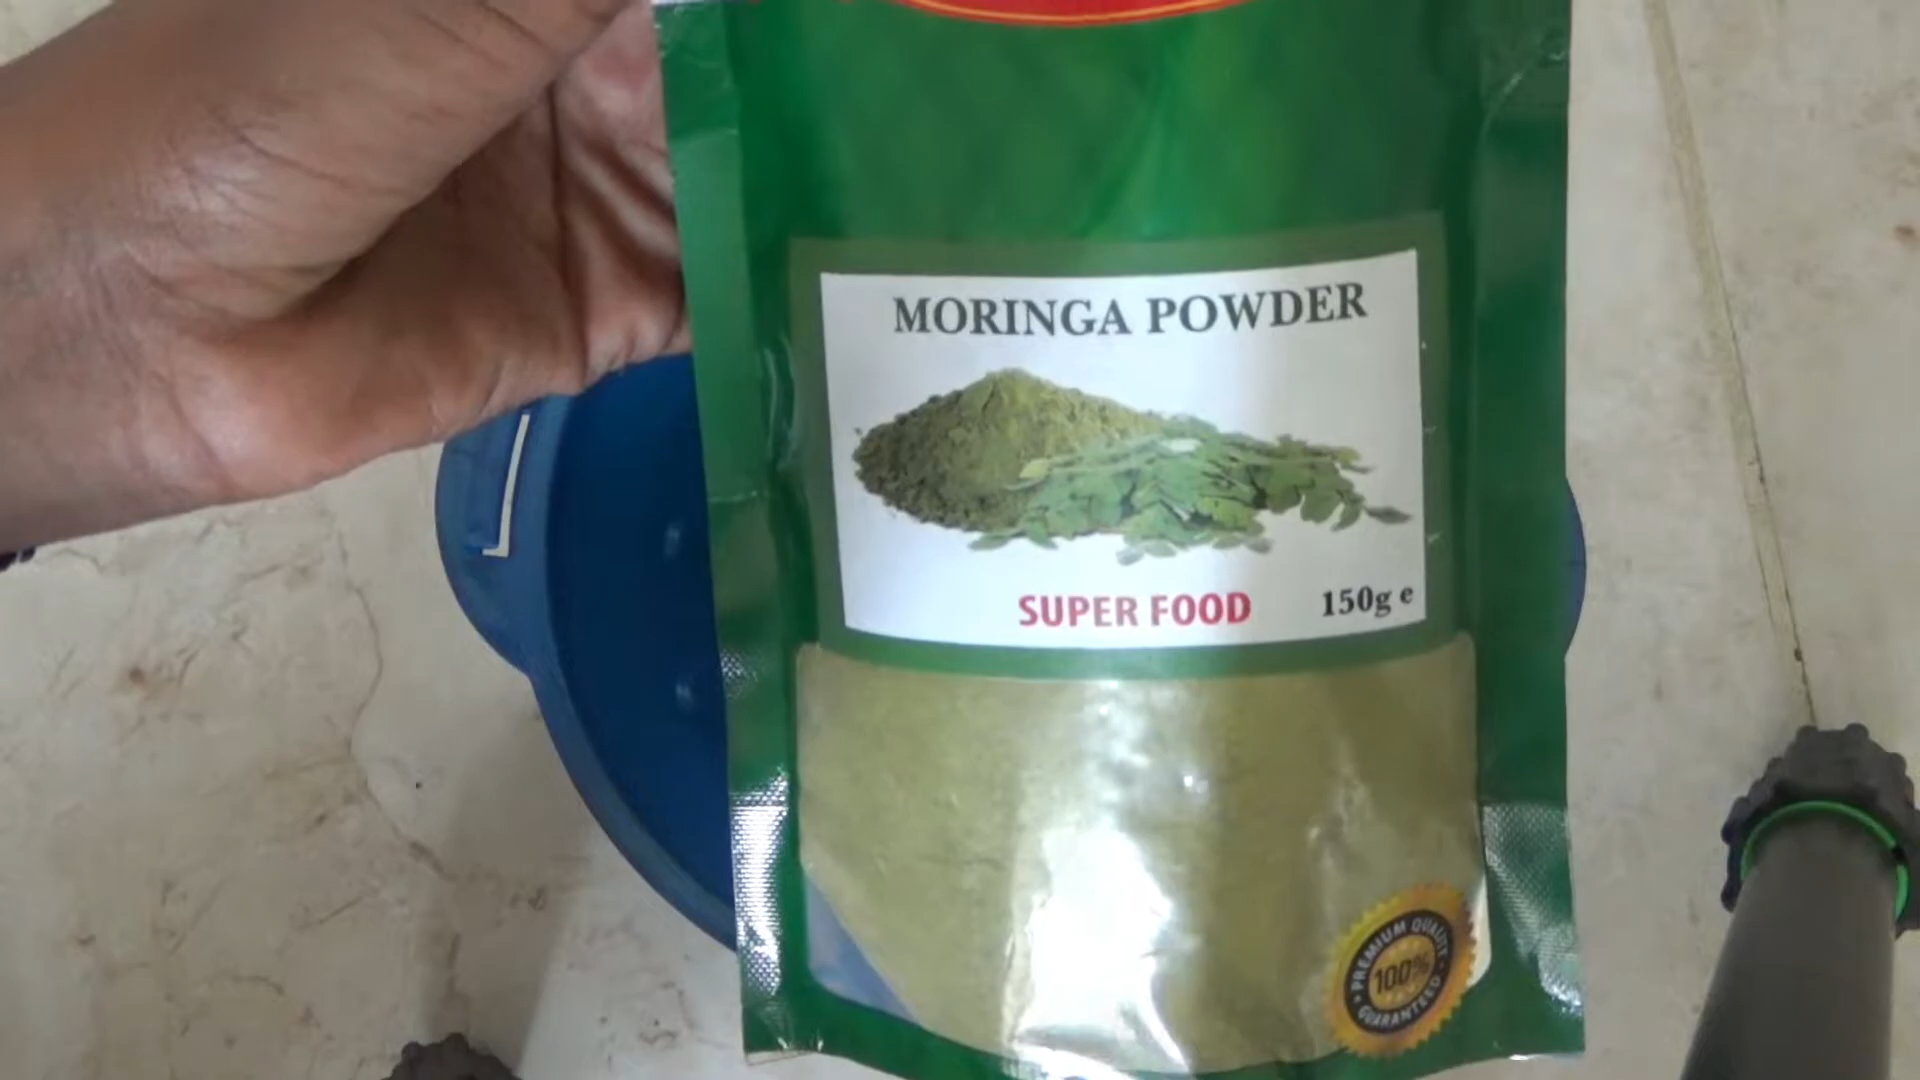 MORINGA POWDER
SUPER FOOD
150g e
PREMIUM QUALITY
100%
GUARANTEED